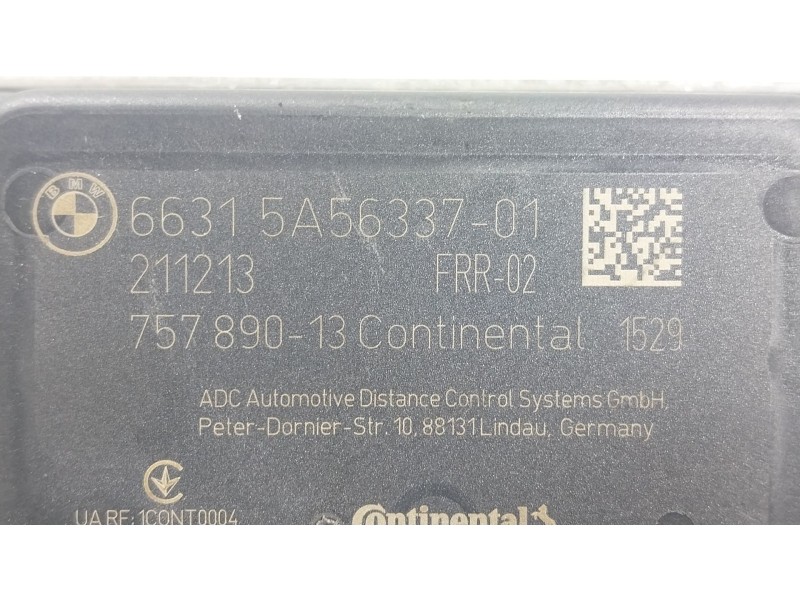 BMW
6631 5A56337-01
211213 FRR-02
757 890-13 Continental 1529
ADC Automotive Distance Control Systems GmbH,
Peter-Dornier-Str. 10, 88131 Lindau, Germany
UA RF: 1CONT0004
Continental